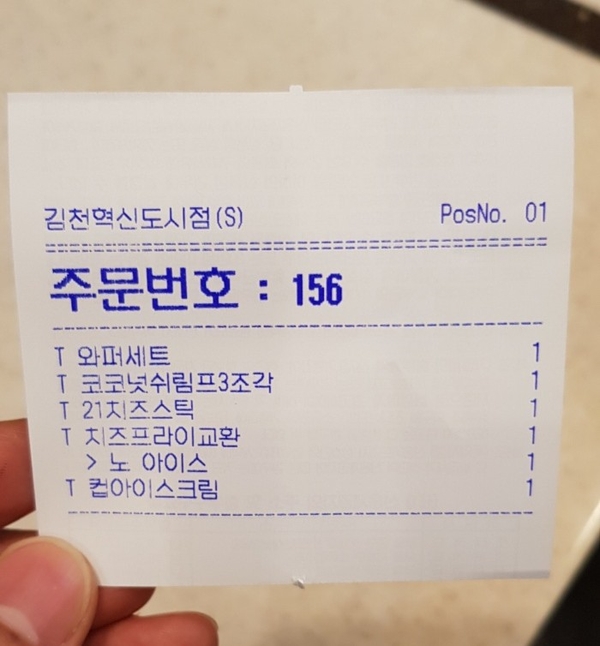 김천혁신도시점(S) PosNo. 01
주문번호 : 156
T 와퍼세트 1
T 코코넛쉬림프3조각 1
T 21치즈스틱 1
T 치즈프라이교환 1
> 노 아이스 1
T 컵아이스크림 1